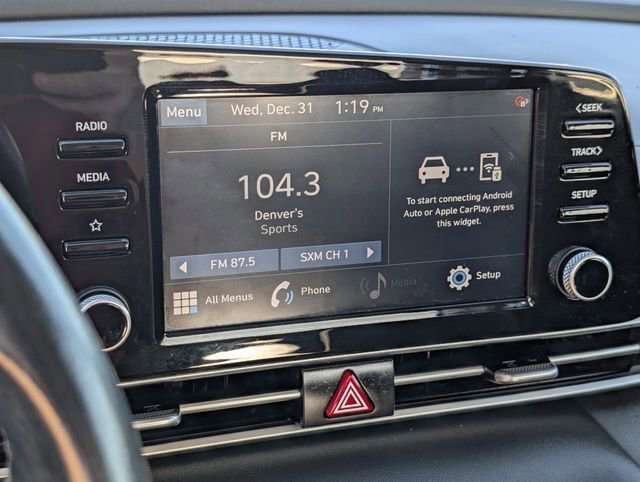 RADIO
MEDIA
Menu
Wed, Dec. 31
1:19 PM
FM
104.3
Denver's
Sports
FM 87.5
SXM CH 1
To start connecting Android
Auto or Apple CarPlay, press
this widget.
All Menus
Phone
Media
Setup
<SEEK
TRACK>
SETUP